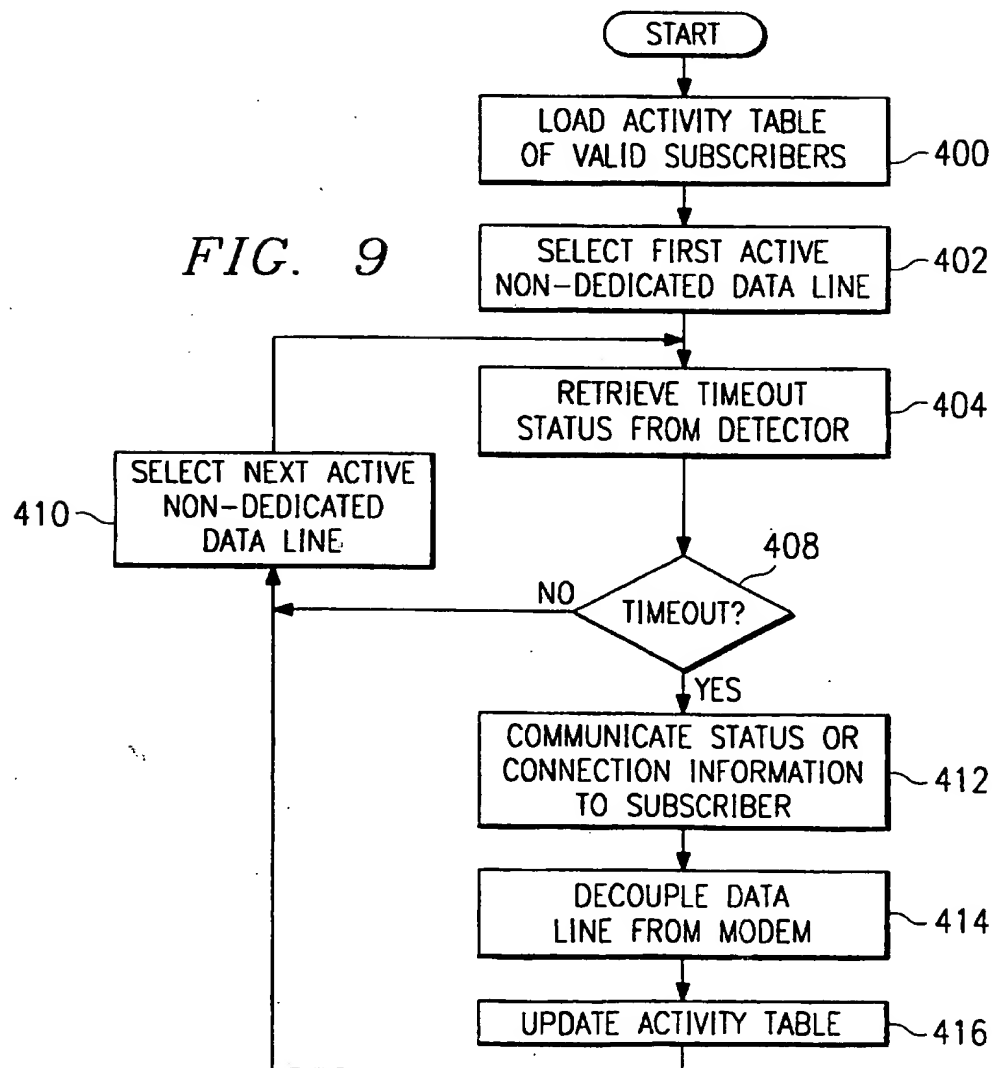 START
LOAD ACTIVITY TABLE
OF VALID SUBSCRIBERS
400
FIG. 9
SELECT FIRST ACTIVE
NON-DEDICATED DATA LINE
402
RETRIEVE TIMEOUT
STATUS FROM DETECTOR
404
SELECT NEXT ACTIVE
NON-DEDICATED
DATA LINE
410
408
NO
TIMEOUT?
YES
COMMUNICATE STATUS OR
CONNECTION INFORMATION
TO SUBSCRIBER
412
DECOUPLE DATA
LINE FROM MODEM
414
UPDATE ACTIVITY TABLE
416